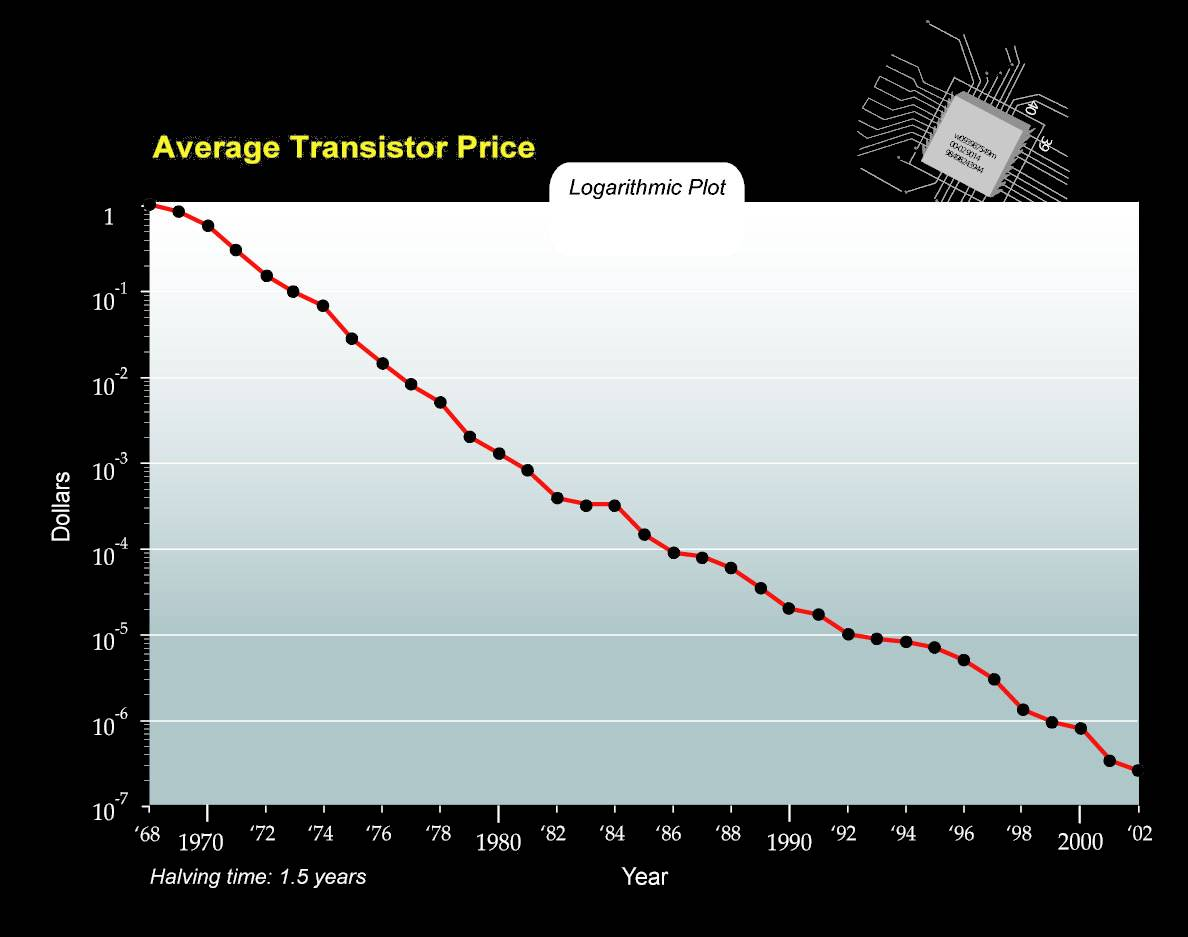 40
39
Average Transistor Price
Logarithmic Plot
1
10-1
10-2
10-3
10-4
10-5
10-6
10-7
Dollars
‘68 1970 ‘72 ‘74 ‘76 ‘78 1980 ‘82 ‘84 ‘86 ‘88 1990 ‘92 ‘94 ‘96 ‘98 2000 ‘02
Halving time: 1.5 years
Year